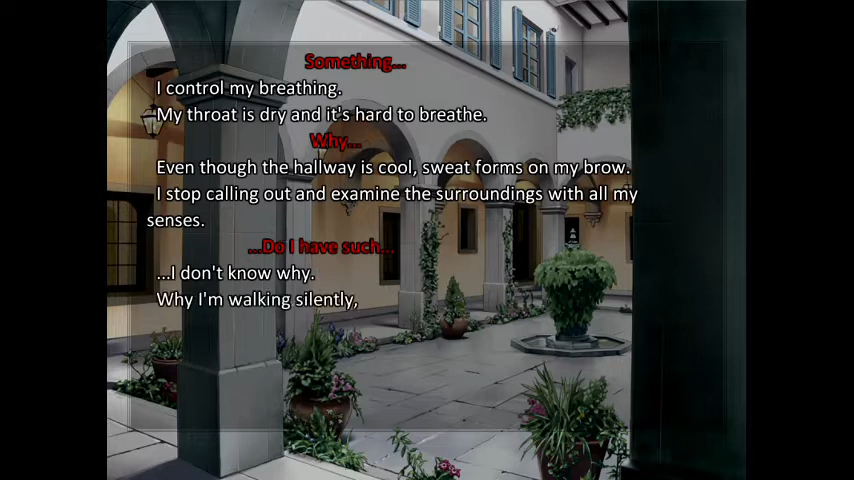 Something...
I control my breathing.
My throat is dry and it's hard to breathe.
Why...
Even though the hallway is cool, sweat forms on my brow.
I stop calling out and examine the surroundings with all my
senses.
...Do I have such...
...I don't know why.
Why I'm walking silently,